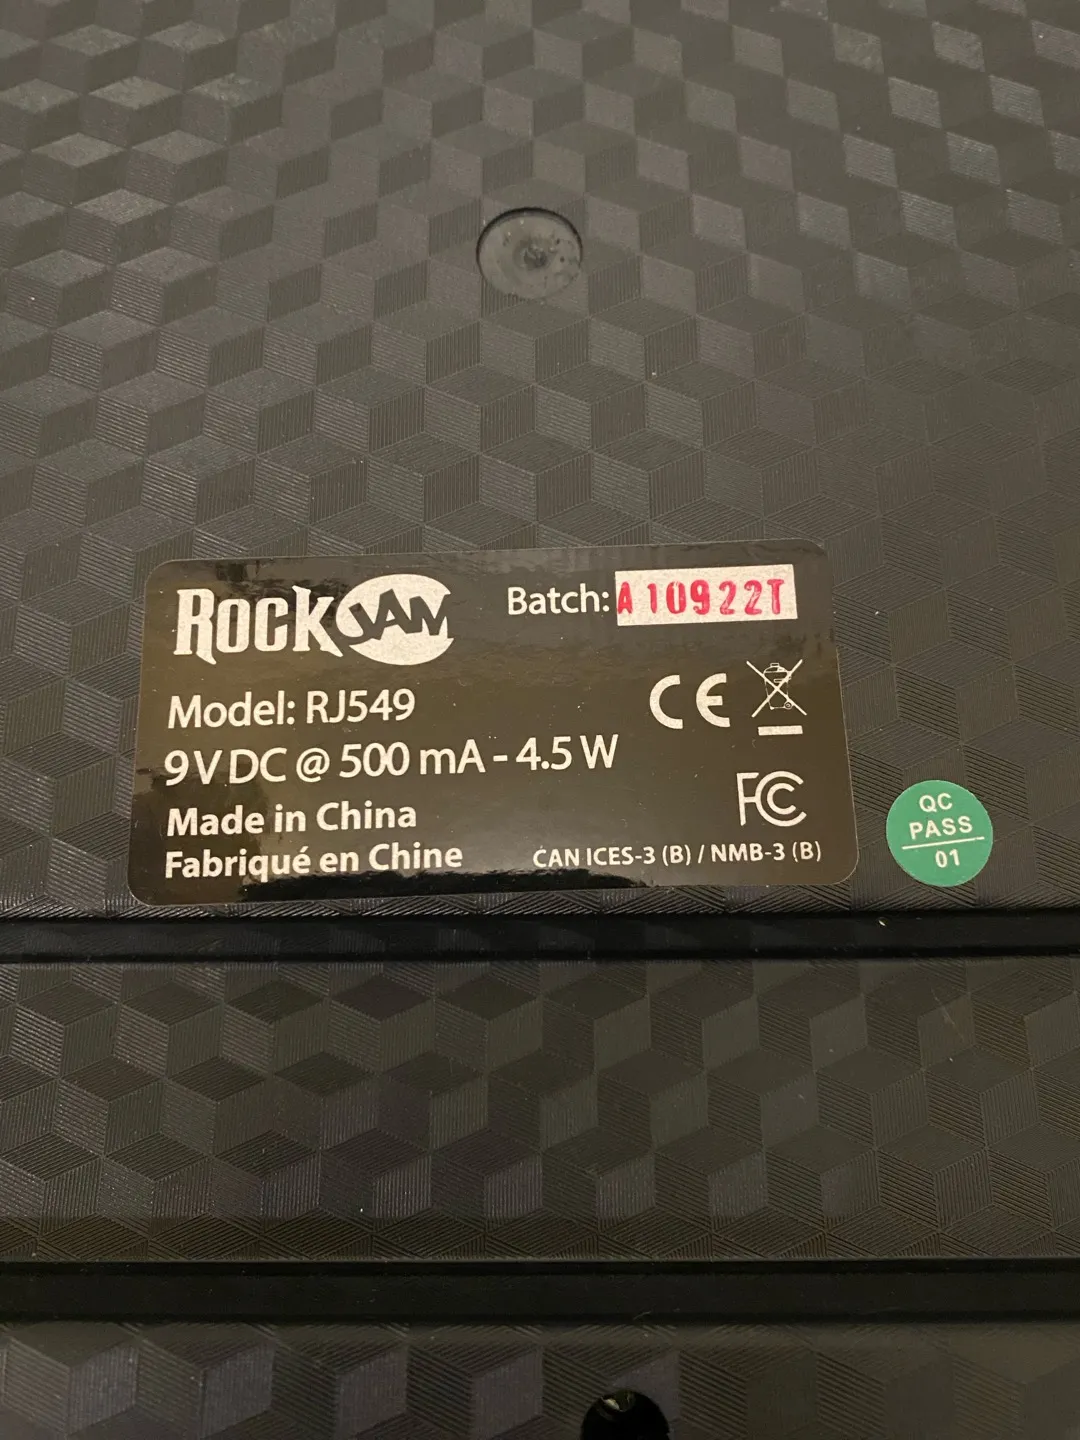 RockJAM
Batch: A10922T
Model: RJ549
9V DC @ 500 mA - 4.5 W
CE
Made in China
FC
Fabriqué en Chine
CAN ICES-3 (B) / NMB-3 (B)
QC
PASS
01